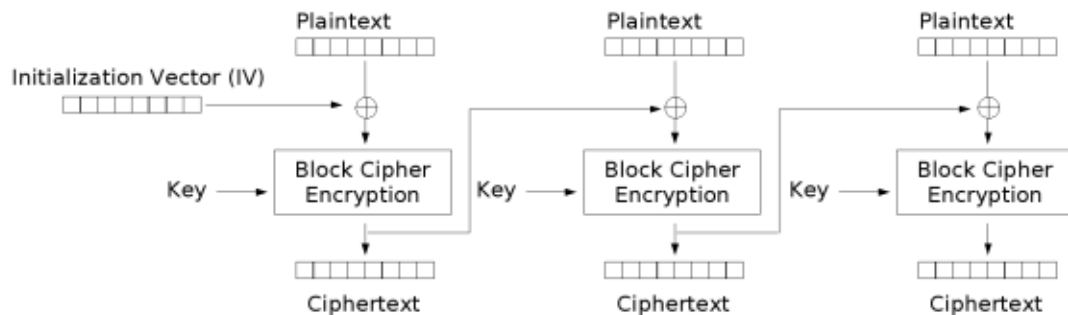 Plaintext
Plaintext
Plaintext
Initialization Vector (IV)
Key
Block Cipher
Encryption
Key
Block Cipher
Encryption
Key
Block Cipher
Encryption
Ciphertext
Ciphertext
Ciphertext